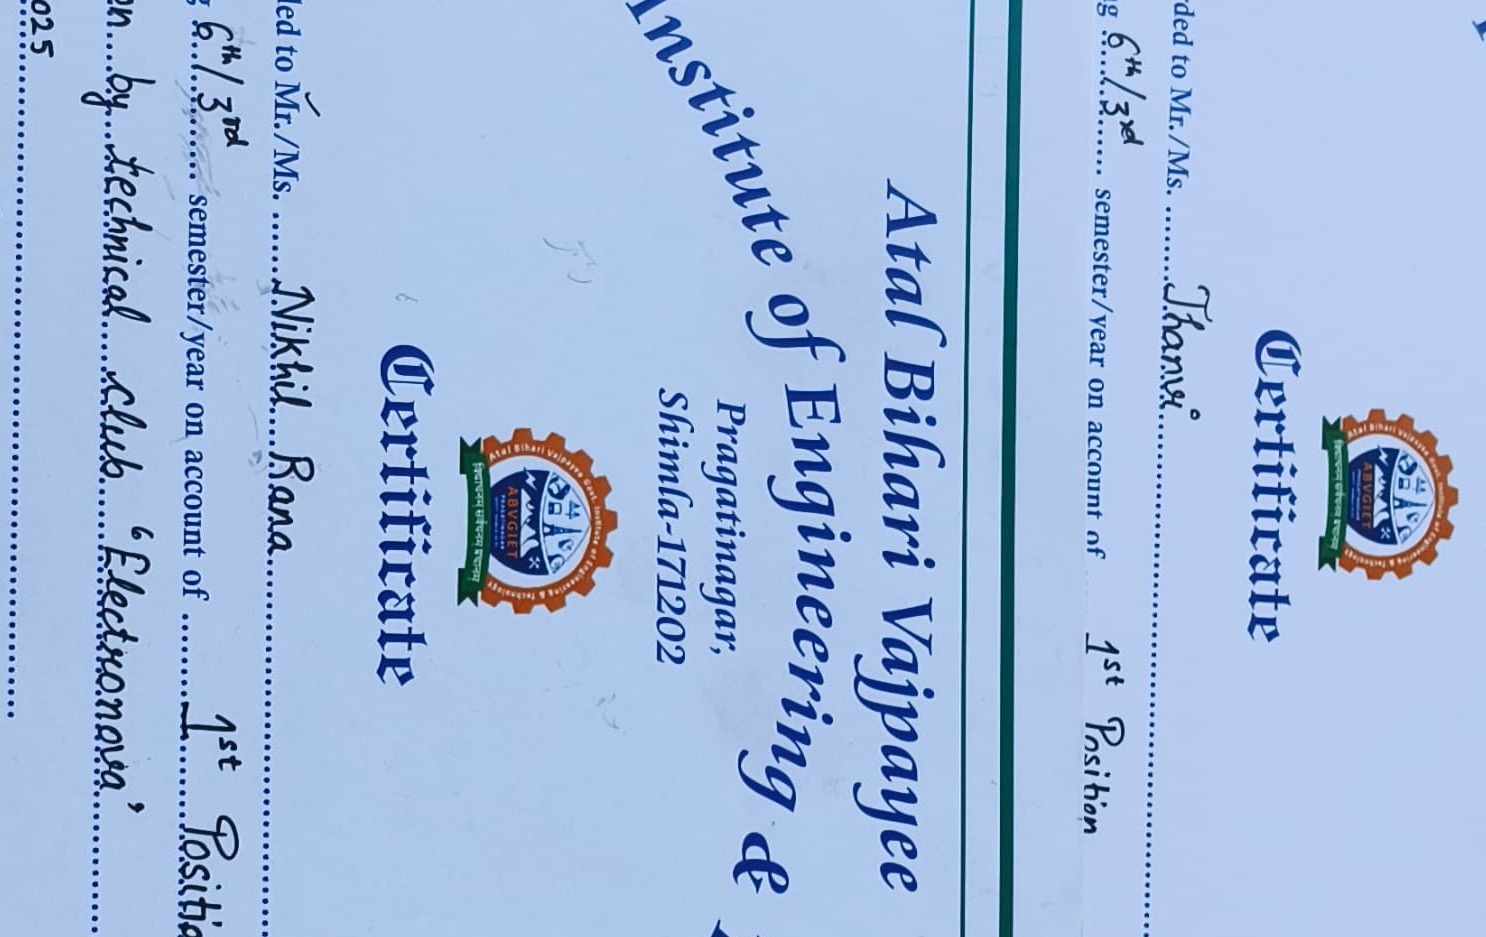 Certificate
ded to Mr./Ms. ........Thanvi........
g 6th/3rd ...... semester/year on account of 1st Position
Atal Bihari Vajpayee
Institute of Engineering &
Pragatinagar,
Shimla-171202
ABVGIET
Certificate
ded to Mr./Ms. ........Nikhil Rana........
g 6th/3rd ...... semester/year on account of ........1st Positio
en by technical club 'Electronova'
025